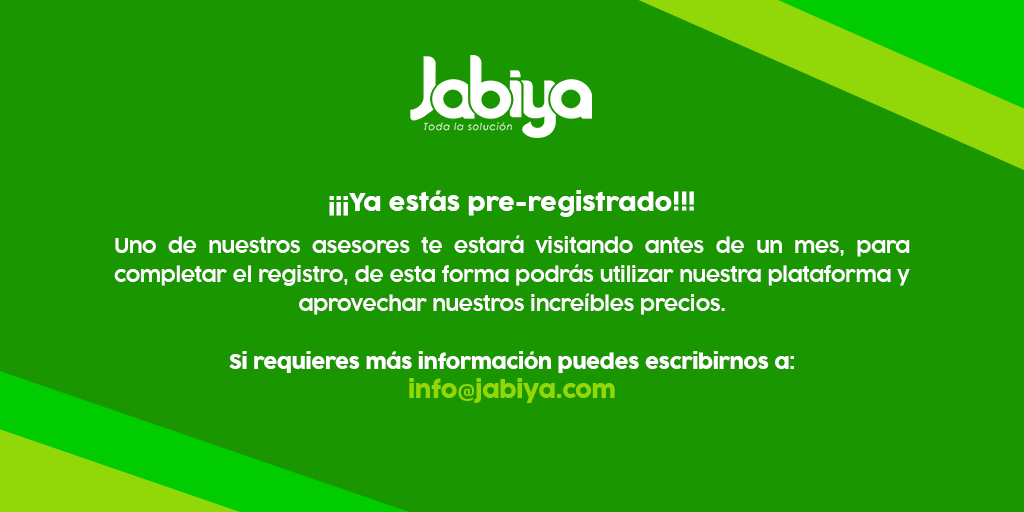 Jabiya
Toda la solución
¡¡¡Ya estás pre-registrado!!!
Uno de nuestros asesores te estará visitando antes de un mes, para
completar el registro, de esta forma podrás utilizar nuestra plataforma y
aprovechar nuestros increíbles precios.
Si requieres más información puedes escribirnos a:
info@jabiya.com